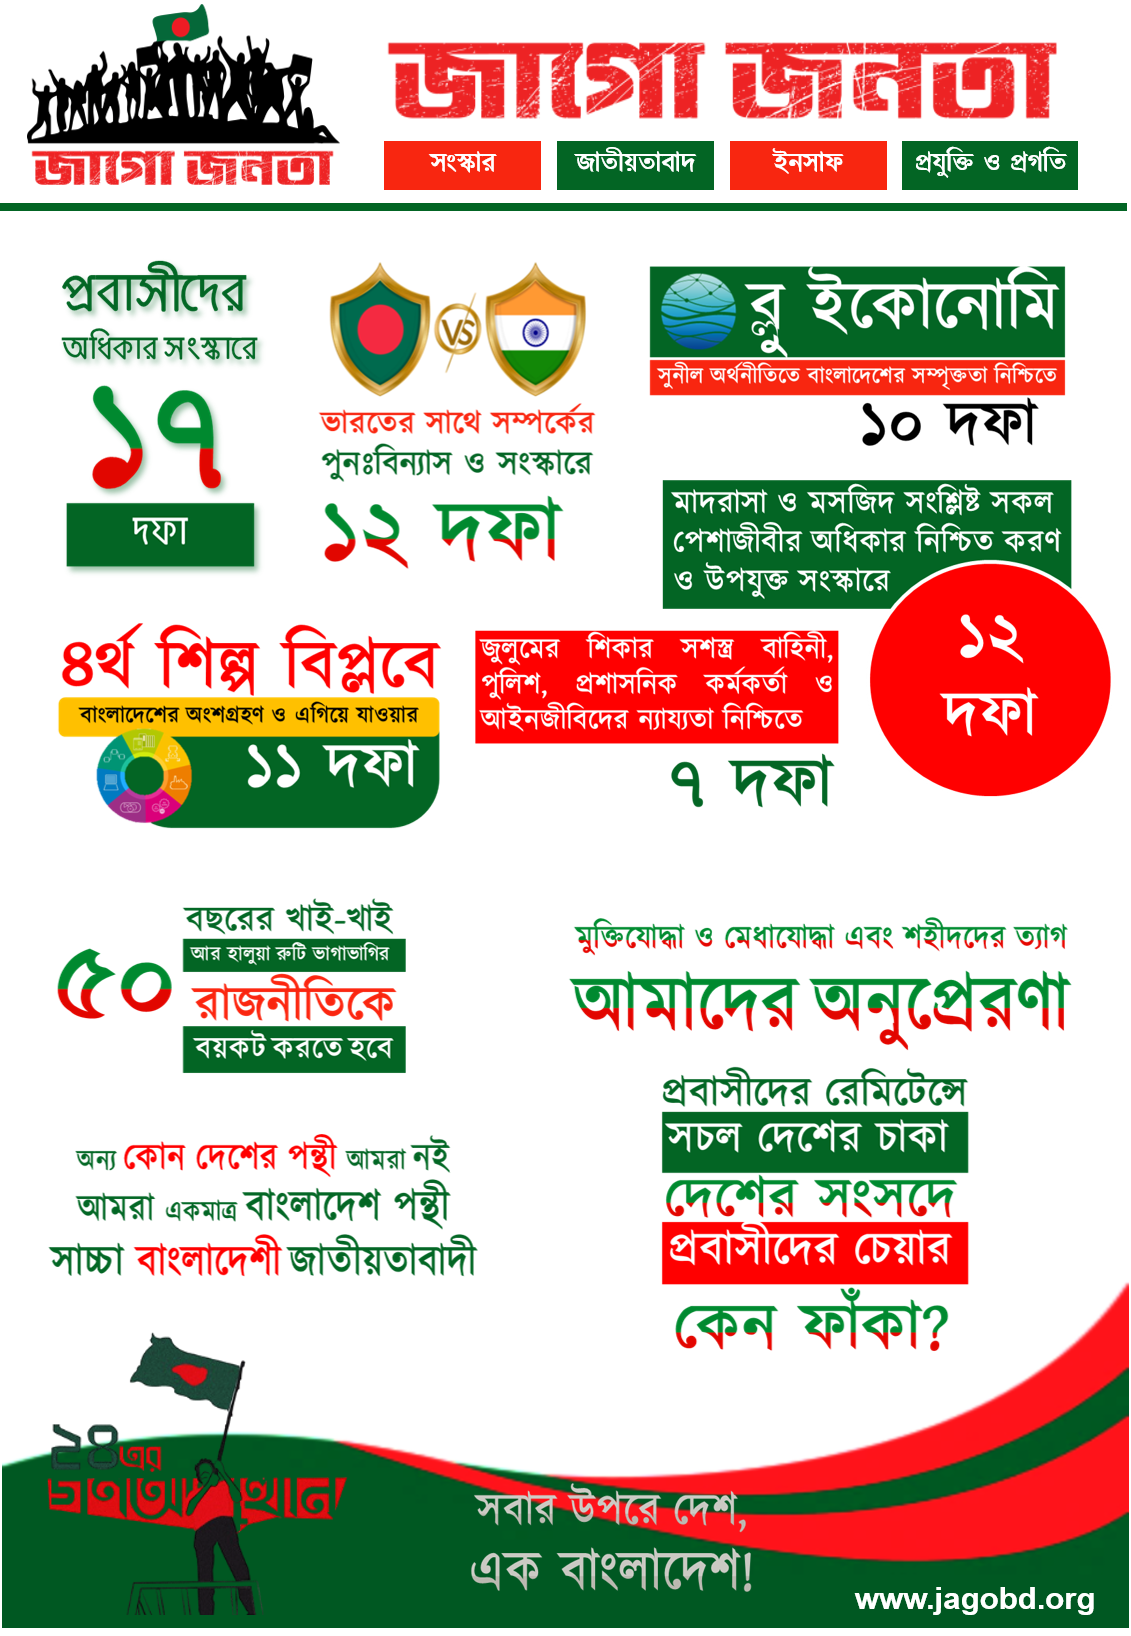 জাগো জনতা
জাগো জনতা
সংস্কার
জাতীয়তাবাদ
ইনসাফ
প্রযুক্তি ও প্রগতি
প্রবাসীদের
অধিকার সংস্কারে
১৭
দফা
VS
ভারতের সাথে সম্পর্কের
পুনঃবিন্যাস ও সংস্কারে
১২ দফা
ব্লু ইকোনোমি
সুনীল অর্থনীতিতে বাংলাদেশের সম্পৃক্ততা নিশ্চিতে
১০ দফা
মাদরাসা ও মসজিদ সংশ্লিষ্ট সকল
পেশাজীবীর অধিকার নিশ্চিত করণ
ও উপযুক্ত সংস্কারে
১২
দফা
৪র্থ শিল্প বিপ্লবে
বাংলাদেশের অংশগ্রহণ ও এগিয়ে যাওয়ার
১১ দফা
জুলুমের শিকার সশস্ত্র বাহিনী,
পুলিশ, প্রশাসনিক কর্মকর্তা ও
আইনজীবিদের ন্যায্যতা নিশ্চিতে
৭ দফা
৫০
বছরের খাই-খাই
আর হালুয়া রুটি ভাগাভাগির
রাজনীতিকে
বয়কট করতে হবে
মুক্তিযোদ্ধা ও মেধাযোদ্ধা এবং শহীদদের ত্যাগ
আমাদের অনুপ্রেরণা
প্রবাসীদের রেমিটেন্সে
সচল দেশের চাকা
দেশের সংসদে
প্রবাসীদের চেয়ার
কেন ফাঁকা?
অন্য কোন দেশের পন্থী আমরা নই
আমরা একমাত্র বাংলাদেশ পন্থী
সাচ্চা বাংলাদেশী জাতীয়তাবাদী
২৪এর
গণঅভ্যুত্থান
সবার উপরে দেশ,
এক বাংলাদেশ!
www.jagobd.org